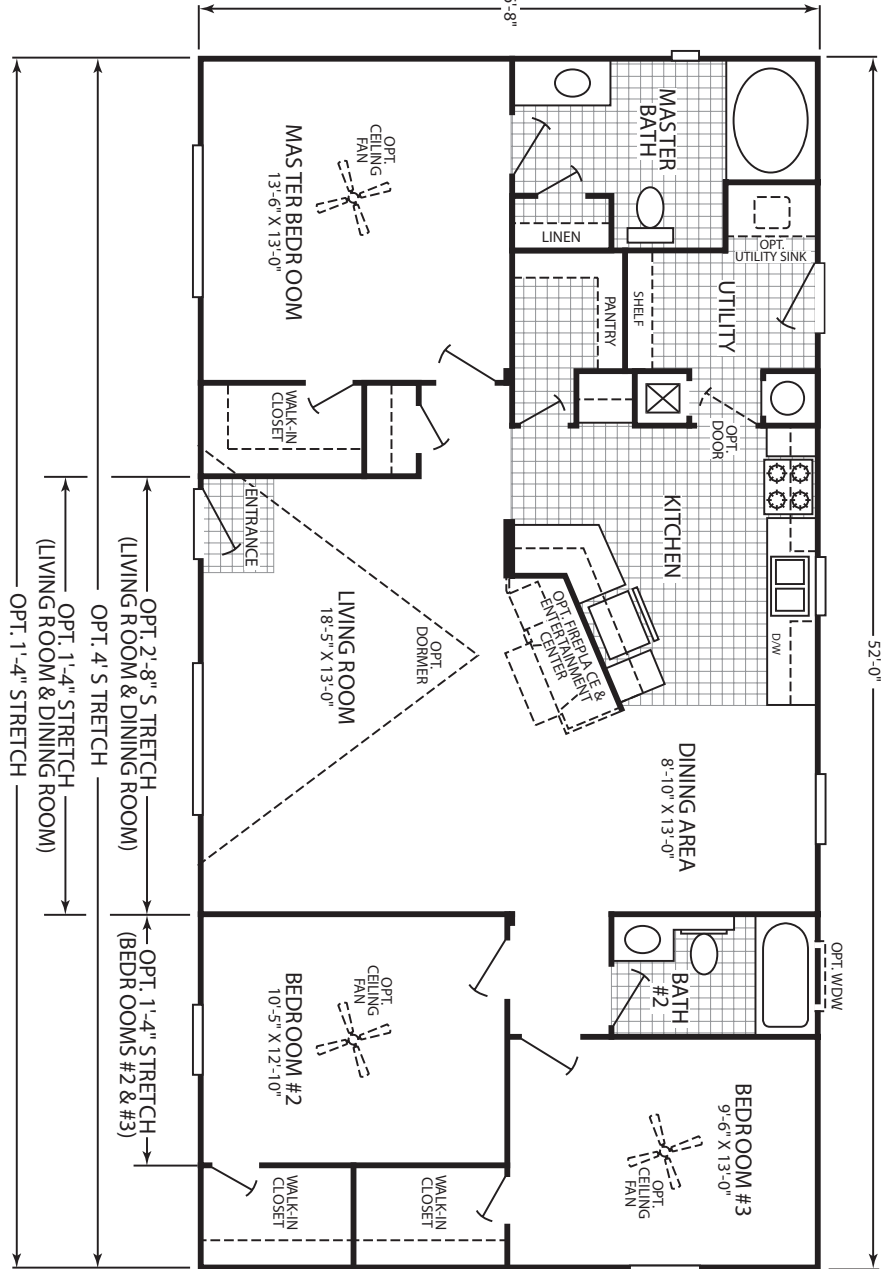 52'-0"
MASTER
BATH
LINEN
OPT.
UTILITY SINK
UTILITY
SHELF
PANTRY
OPT.
DOOR
KITCHEN
D/W
DINING AREA
8'-10" X 13'-0"
OPT. WDW
BATH
#2
BEDROOM #3
9'-6" X 13'-0"
OPT.
CEILING
FAN
MASTER BEDROOM
13'-6" X 13'-0"
OPT.
CEILING
FAN
WALK-IN
CLOSET
ENTRANCE
LIVING ROOM
18'-5" X 13'-0"
OPT.
DORMER
OPT. FIREPLACE &
ENTERTAINMENT
CENTER
BEDROOM #2
10'-5" X 12'-10"
OPT.
CEILING
FAN
WALK-IN
CLOSET
WALK-IN
CLOSET
OPT. 2'-8" STRETCH
(LIVING ROOM & DINING ROOM)
OPT. 1'-4" STRETCH
(BEDROOMS #2 & #3)
OPT. 4' STRETCH
OPT. 1'-4" STRETCH
(LIVING ROOM & DINING ROOM)
OPT. 1'-4" STRETCH